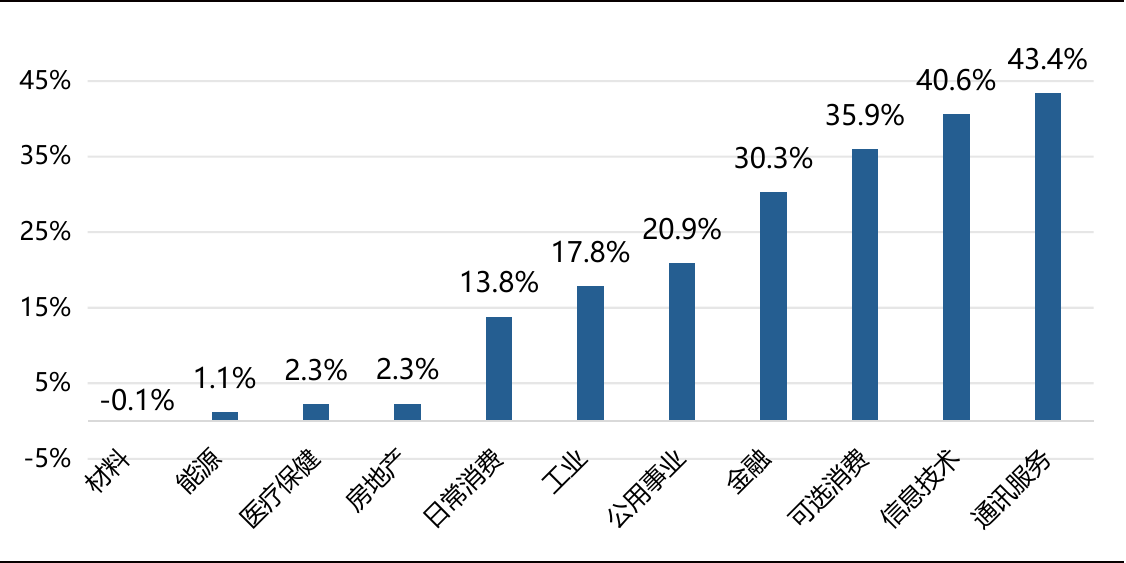 45%
35%
25%
15%
5%
-5%
-0.1%
1.1%
2.3%
2.3%
13.8%
17.8%
20.9%
30.3%
35.9%
40.6%
43.4%
材料
能源
医疗保健
房地产
日常消费
工业
公用事业
金融
可选消费
信息技术
通讯服务